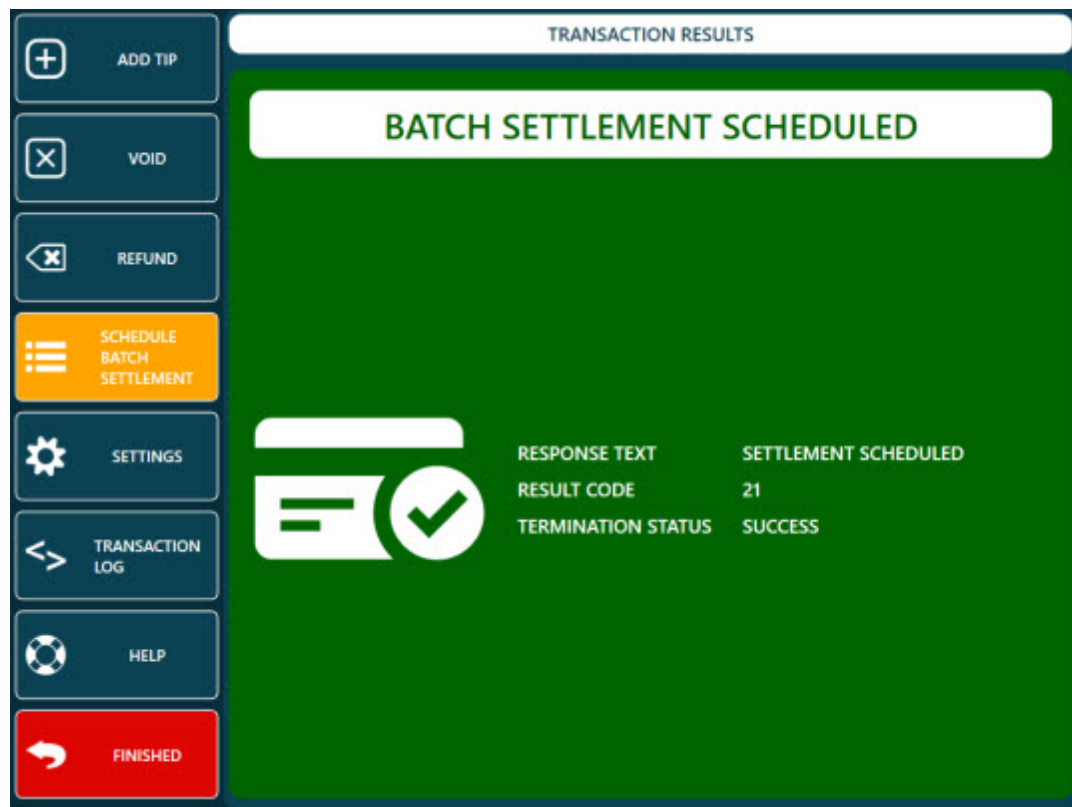 ADD TIP
VOID
REFUND
SCHEDULE
BATCH
SETTLEMENT
SETTINGS
TRANSACTION
LOG
HELP
FINISHED
TRANSACTION RESULTS
BATCH SETTLEMENT SCHEDULED
RESPONSE TEXT SETTLEMENT SCHEDULED
RESULT CODE 21
TERMINATION STATUS SUCCESS